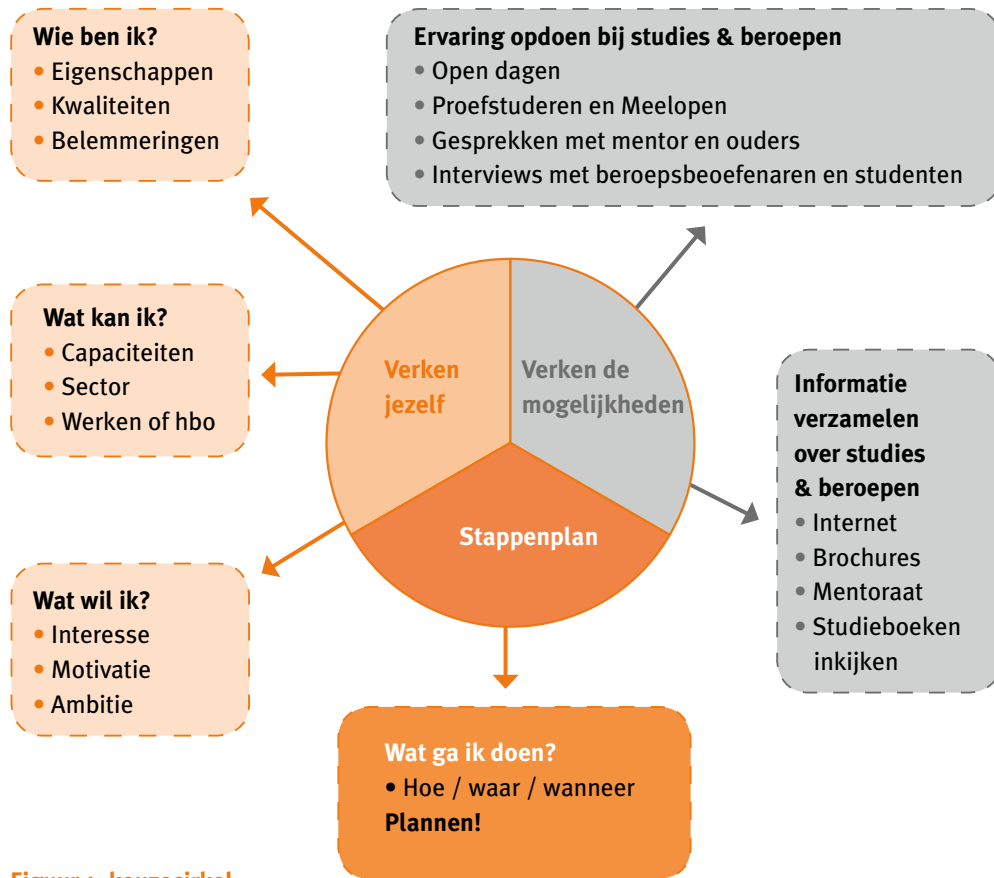 Wie ben ik?
• Eigenschappen
• Kwaliteiten
• Belemmeringen
Ervaring opdoen bij studies & beroepen
• Open dagen
• Proefstuderen en Meelopen
• Gesprekken met mentor en ouders
• Interviews met beroepsbeoefenaren en studenten
Wat kan ik?
• Capaciteiten
• Sector
• Werken of hbo
Verken
jezelf
Verken de
mogelijkheden
Informatie
verzamelen
over studies
& beroepen
• Internet
• Brochures
• Mentoraat
• Studieboeken
inkijken
Stappenplan
Wat wil ik?
• Interesse
• Motivatie
• Ambitie
Wat ga ik doen?
• Hoe / waar / wanneer
Plannen!